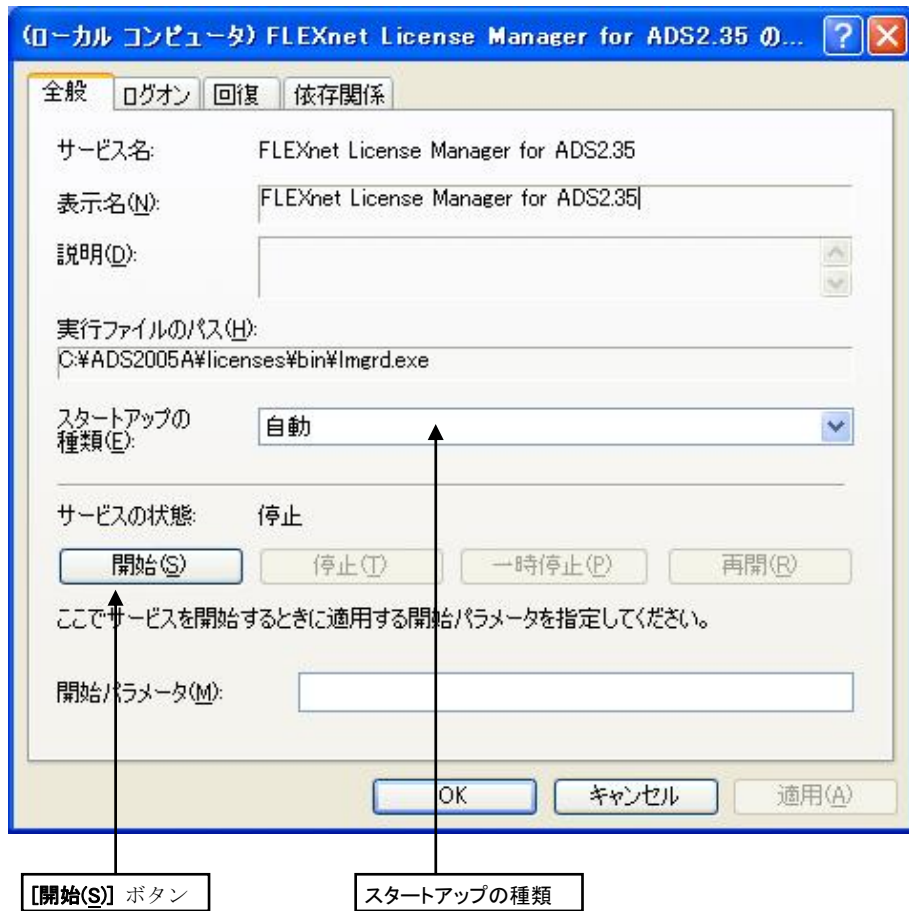 (ローカル コンピュータ) FLEXnet License Manager for ADS2.35 の...
全般 ログオン 回復 依存関係
サービス名: FLEXnet License Manager for ADS2.35
表示名(N): FLEXnet License Manager for ADS2.35
説明(D):
実行ファイルのパス(H):
C:¥ADS2005A¥licenses¥bin¥lmgrd.exe
スタートアップの
種類(E): 自動
サービスの状態: 停止
開始(S) 停止(T) 一時停止(P) 再開(R)
ここでサービスを開始するときに適用する開始パラメータを指定してください。
開始パラメータ(M):
OK キャンセル 適用(A)
[開始(S)] ボタン スタートアップの種類